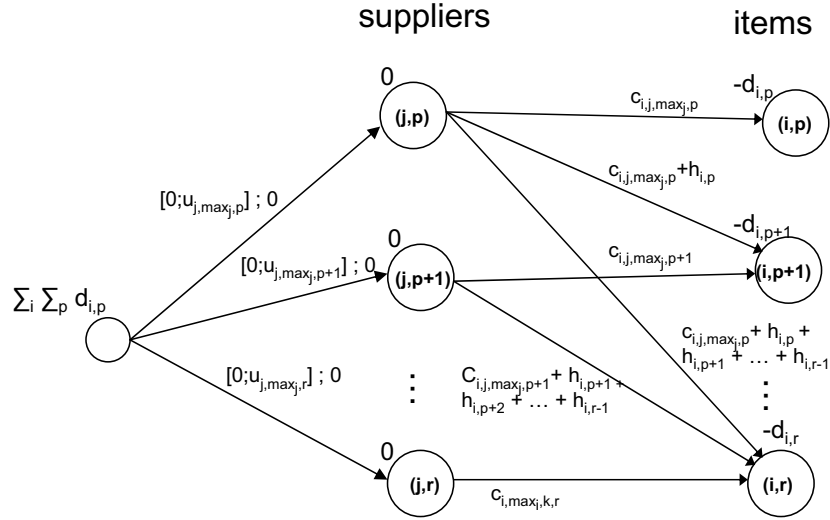 suppliers
items
0
-d_{i,p}
(j,p)
c_{i,j,max_j,p}
(i,p)
[0;u_{j,max_j,p}] ; 0
c_{i,j,max_j,p}+h_{i,p}
0
-d_{i,p+1}
[0;u_{j,max_j,p+1}] ; 0
c_{i,j,max_j,p+1}
(j,p+1)
(i,p+1)
∑_i ∑_p d_{i,p}
c_{i,j,max_j,p}+ h_{i,p} +
h_{i,p+1} + … + h_{i,r-1}
[0;u_{j,max_j,r}] ; 0
⋮
C_{i,j,max_j,p+1}+ h_{i,p+1} +
h_{i,p+2} + … + h_{i,r-1}
⋮
0
-d_{i,r}
(j,r)
(i,r)
c_{i,max_j,k,r}